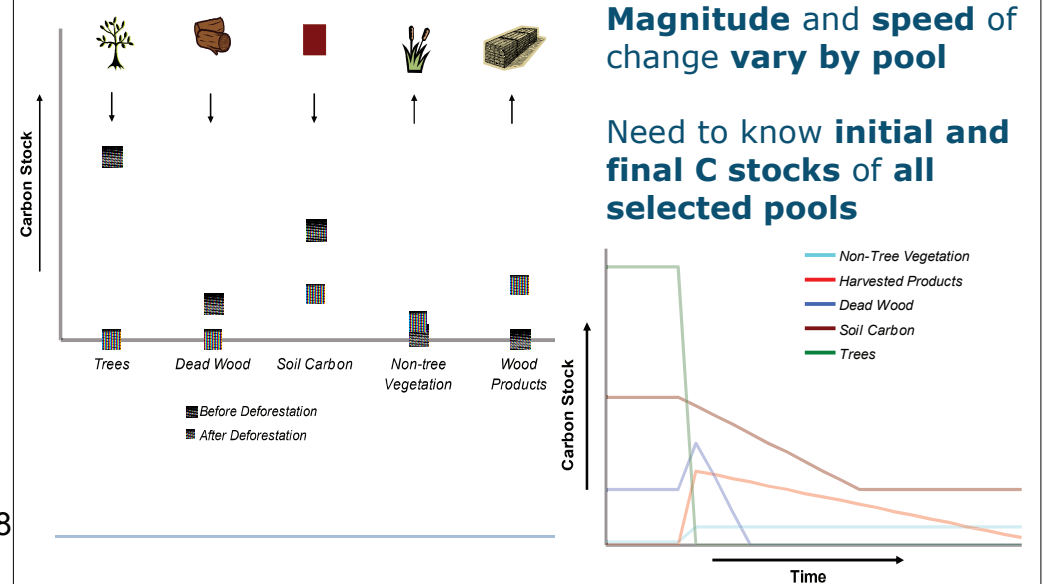 Magnitude and speed of
change vary by pool
Need to know initial and
final C stocks of all
selected pools
Carbon Stock
Trees
Dead Wood
Soil Carbon
Non-tree
Vegetation
Wood
Products
Before Deforestation
After Deforestation
8
Non-Tree Vegetation
Harvested Products
Dead Wood
Soil Carbon
Trees
Carbon Stock
Time